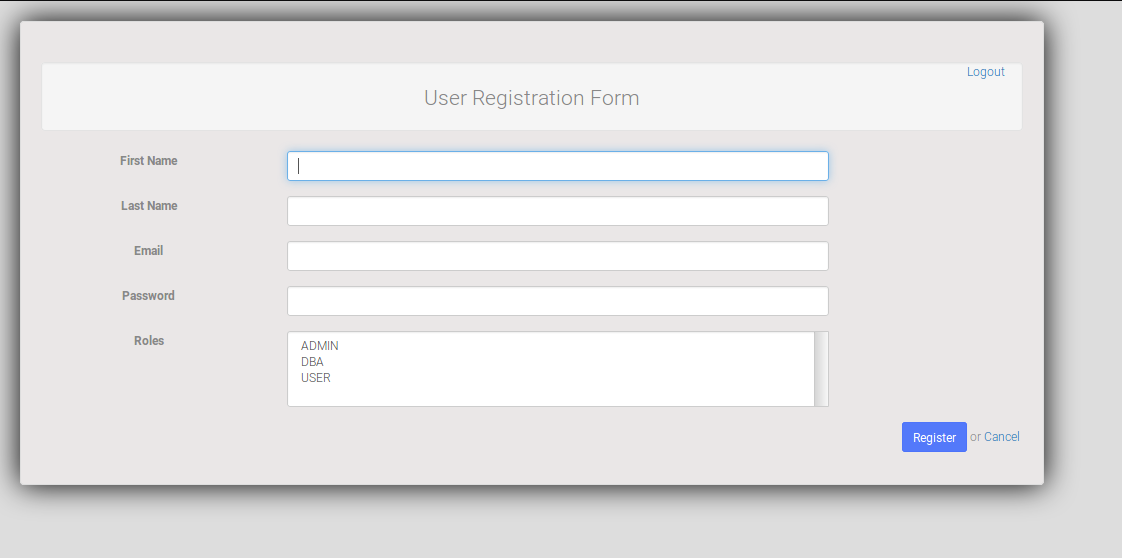 Logout
User Registration Form
First Name
Last Name
Email
Password
Roles
ADMIN
DBA
USER
Register or Cancel